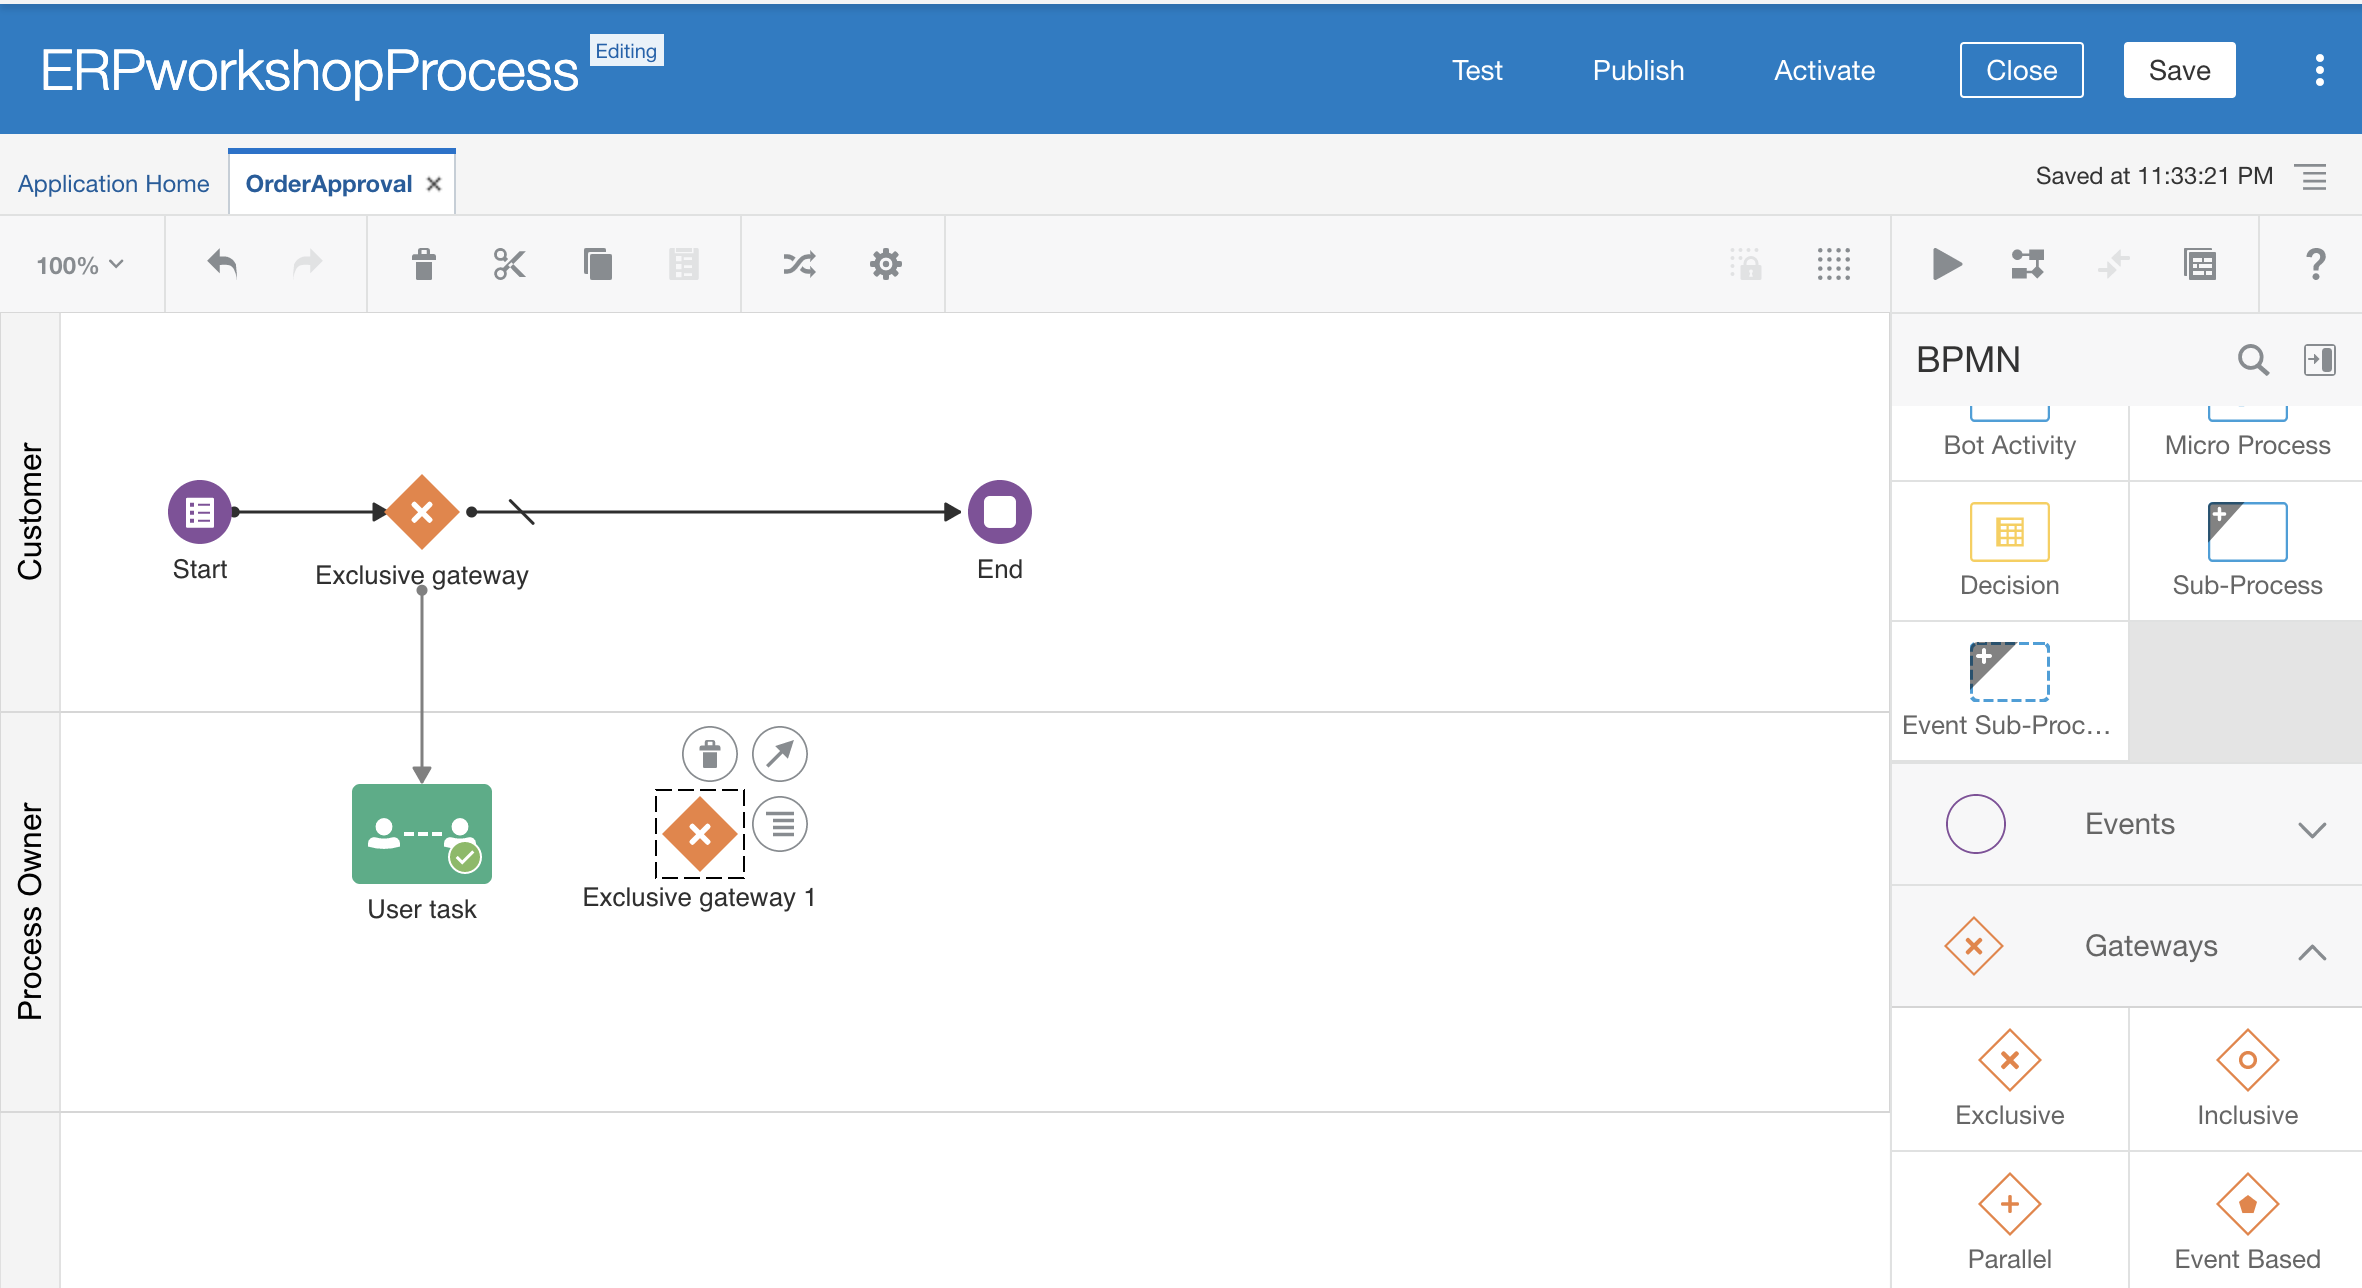 ERPworkshopProcess Editing
Test Publish Activate Close Save
Application Home OrderApproval × Saved at 11:33:21 PM
100%
?
BPMN
Bot Activity Micro Process
Decision Sub-Process
Event Sub-Proc...
Events
Gateways
Exclusive Inclusive
Parallel Event Based
Customer
Start Exclusive gateway End
Process Owner
User task Exclusive gateway 1